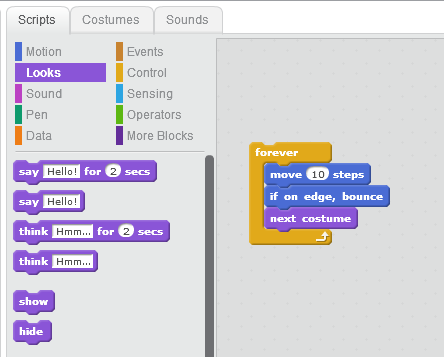 Scripts Costumes Sounds
Motion Events
Looks Control
Sound Sensing
Pen Operators
Data More Blocks
say Hello! for 2 secs
say Hello!
think Hmm... for 2 secs
think Hmm...
show
hide
forever
move 10 steps
if on edge, bounce
next costume